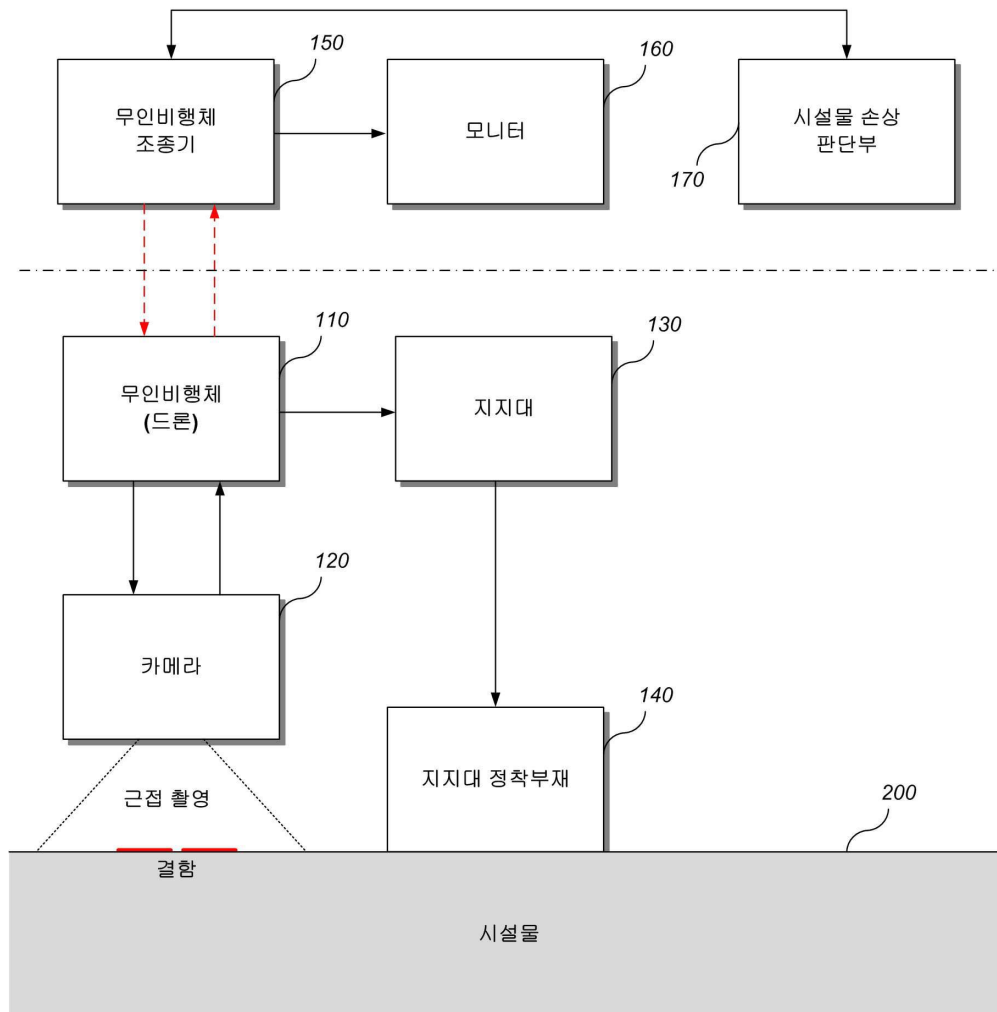 150
160
무인비행체
조종기
모니터
시설물 손상
판단부
170
110
130
무인비행체
(드론)
지지대
120
카메라
140
지지대 정착부재
근접 촬영
200
결함
시설물